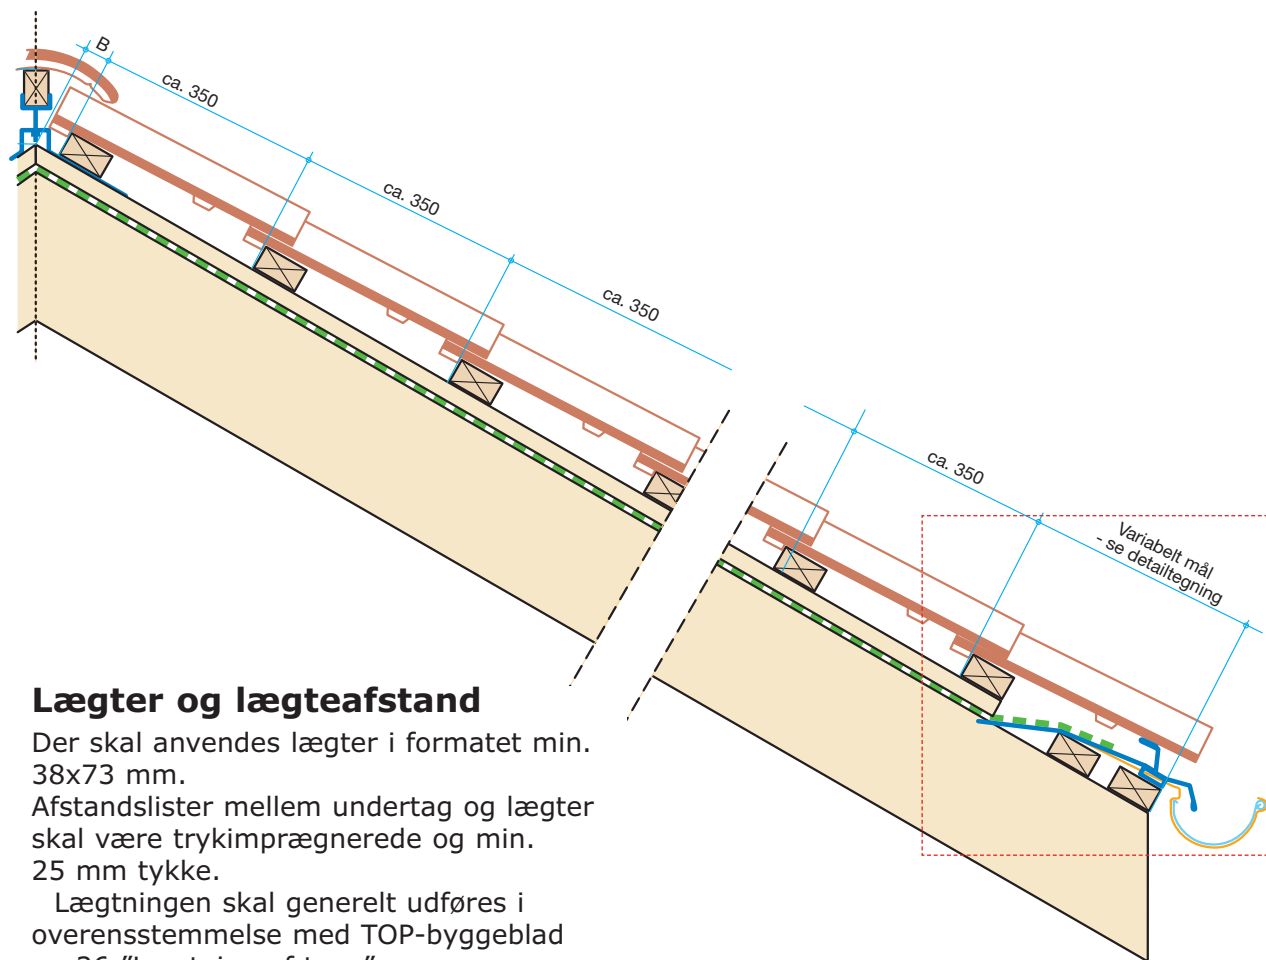 B
ca. 350
ca. 350
ca. 350
ca. 350
Variabelt mål
- se detailtegning
Lægter og lægteafstand
Der skal anvendes lægter i formatet min.
38x73 mm.
Afstandslister mellem undertag og lægter
skal være trykimprægnerede og min.
25 mm tykke.
Lægtningen skal generelt udføres i
overensstemmelse med TOP-byggeblad